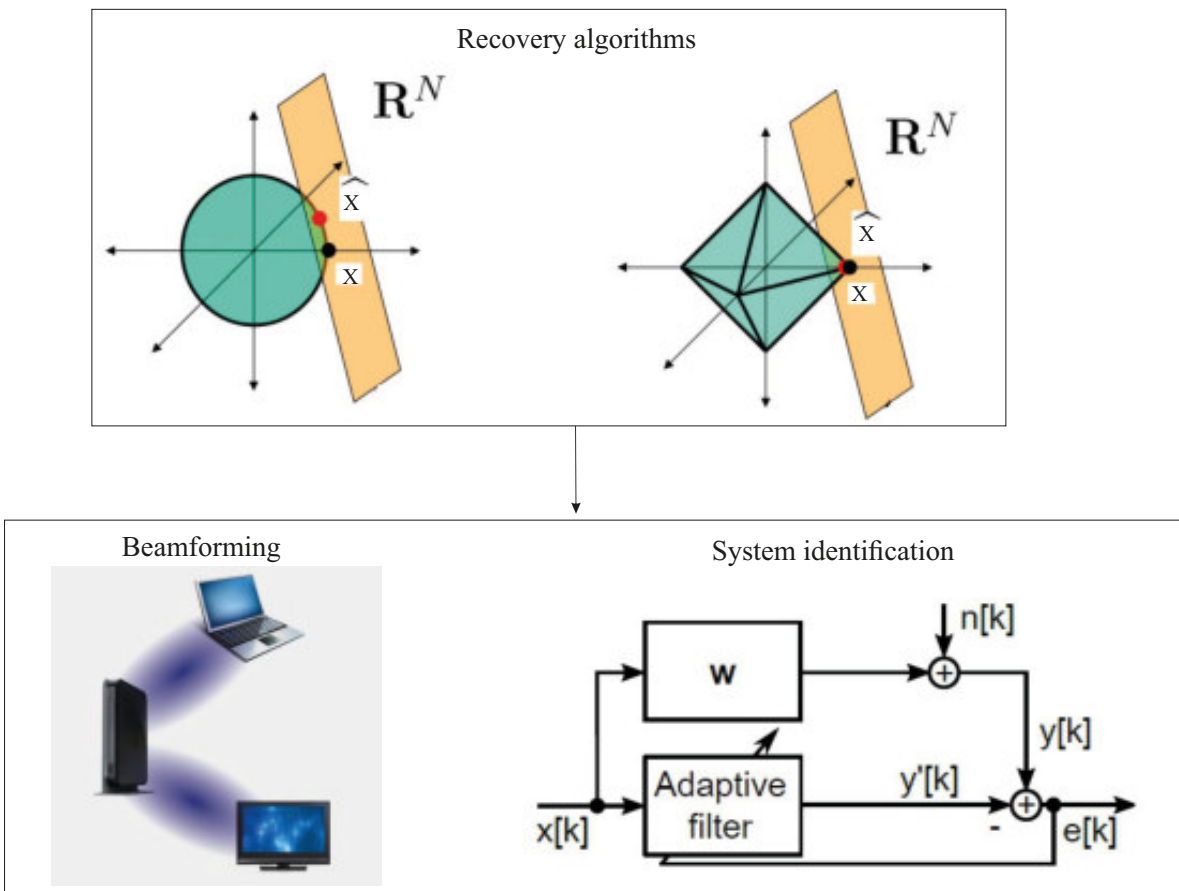 Recovery algorithms
𝐑^N
x̂
x
𝐑^N
x̂
x
Beamforming
System identification
n[k]
w
+
y[k]
Adaptive
filter
y'[k]
+
-
x[k]
e[k]